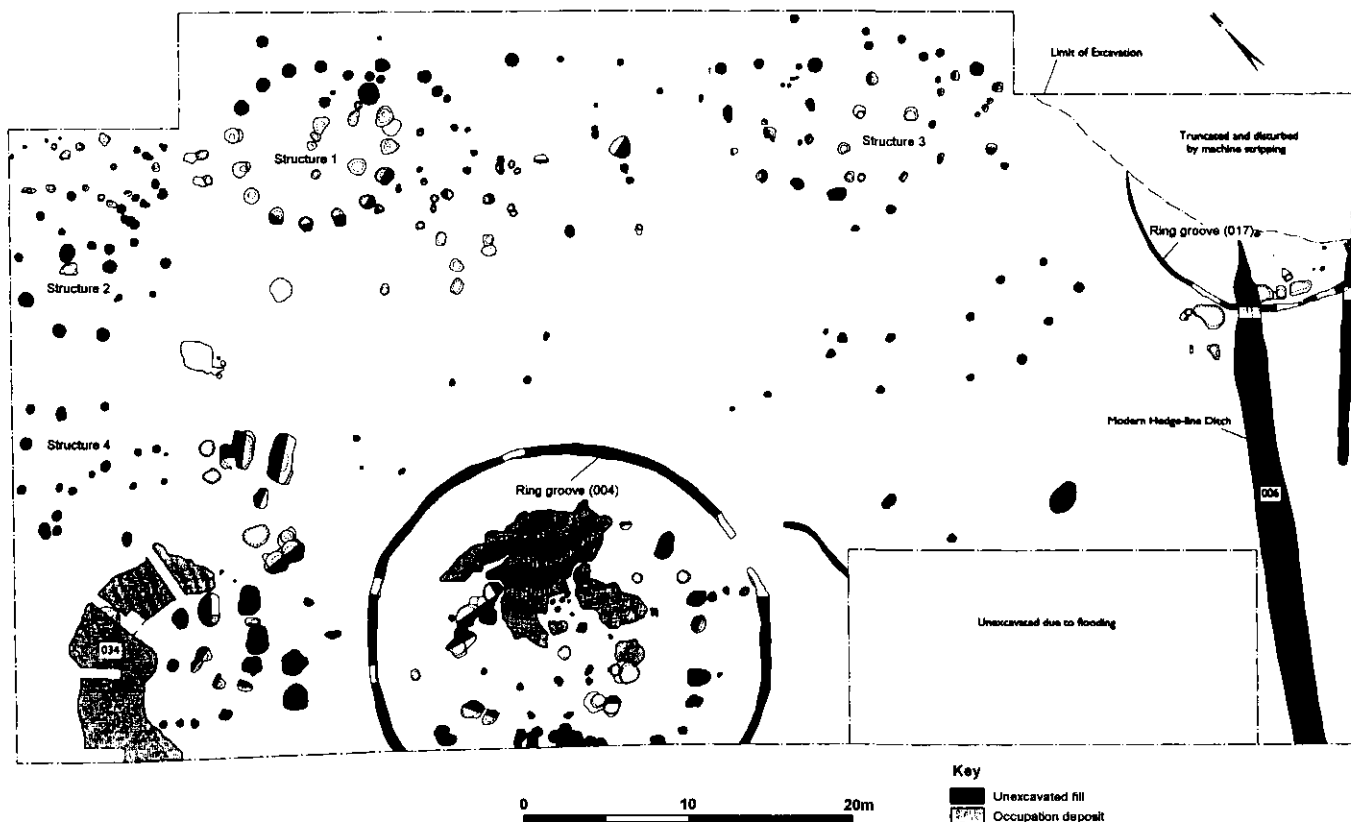 Limit of Excavation
Truncated and disturbed
by machine stripping
Structure 1
Structure 3
Ring groove (017)
Structure 2
Structure 4
Modern Hedge-line Ditch
Ring groove (004)
006
Unexcavated due to flooding
034
Key
0 10 20m
Unexcavated fill
Occupation deposit